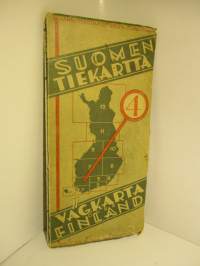 SUOMEN
TIEKARTTA
4
VÄGKARTA
FINLAND